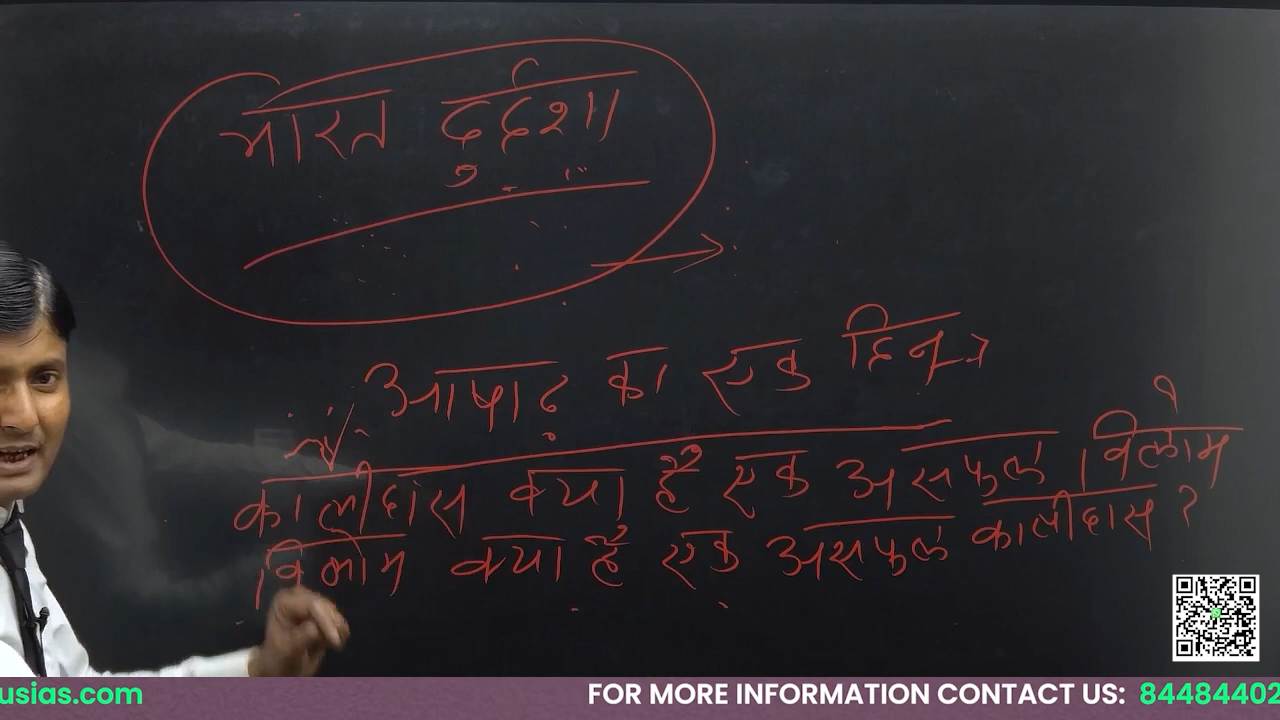 भारत दुर्दशा
आषाढ़ का एक दिन
कालीदास क्या है एक असफल विलोम
विलोम क्या है एक असफल कालीदास ?
usias.com FOR MORE INFORMATION CONTACT US: 84484402